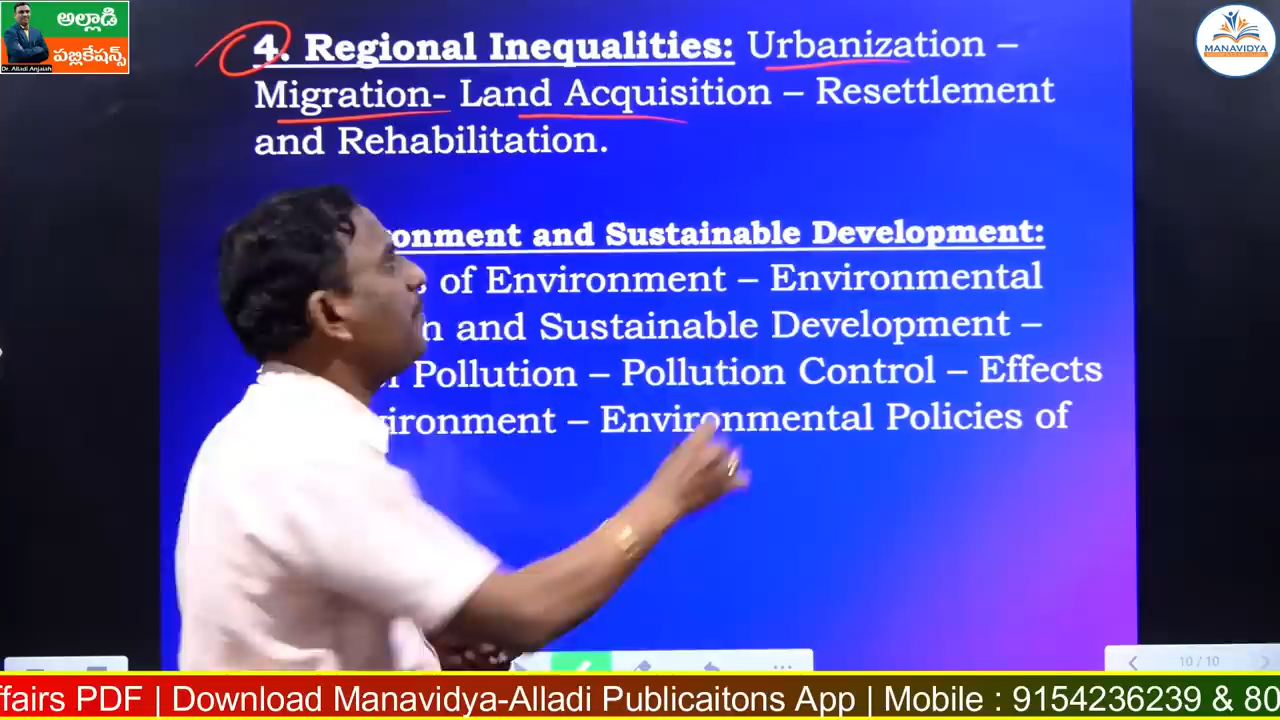 అల్లాడి
పబ్లికేషన్స్
Dr. Alladi Anjaiah
MANAVIDYA
4. Regional Inequalities: Urbanization –
Migration- Land Acquisition – Resettlement
and Rehabilitation.
onment and Sustainable Development:
of Environment – Environmental
n and Sustainable Development –
Pollution – Pollution Control – Effects
ironment – Environmental Policies of
10 / 10
ffairs PDF | Download Manavidya-Alladi Publicaitons App | Mobile : 9154236239 & 80